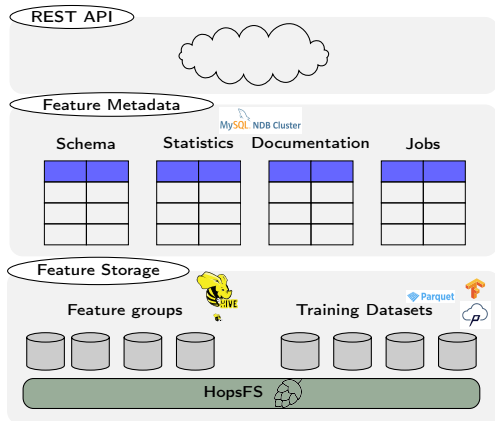 REST API
Feature Metadata
MySQL NDB Cluster
Schema
Statistics
Documentation
Jobs
Feature Storage
HIVE
Parquet
Feature groups
Training Datasets
P
HopsFS